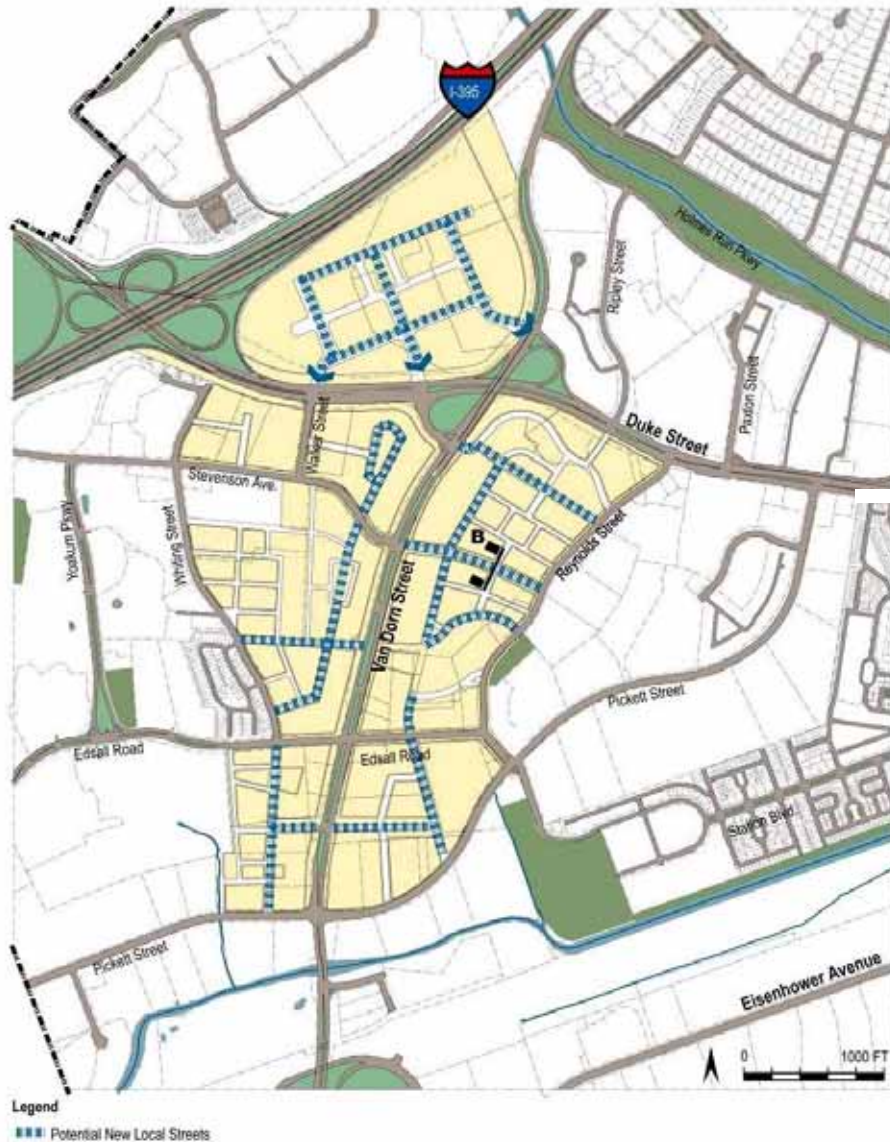 I-395
Holmes Run Pkwy
Ripley Street
Paxton Street
Duke Street
Walker Street
Stevenson Ave.
Yoakum Pkwy
Whiting Street
B
Reynolds Street
Van Dorn Street
Pickett Street
Edsall Road
Edsall Road
Station Blvd
Pickett Street
Eisenhower Avenue
0 1000 FT
Legend
Potential New Local Streets